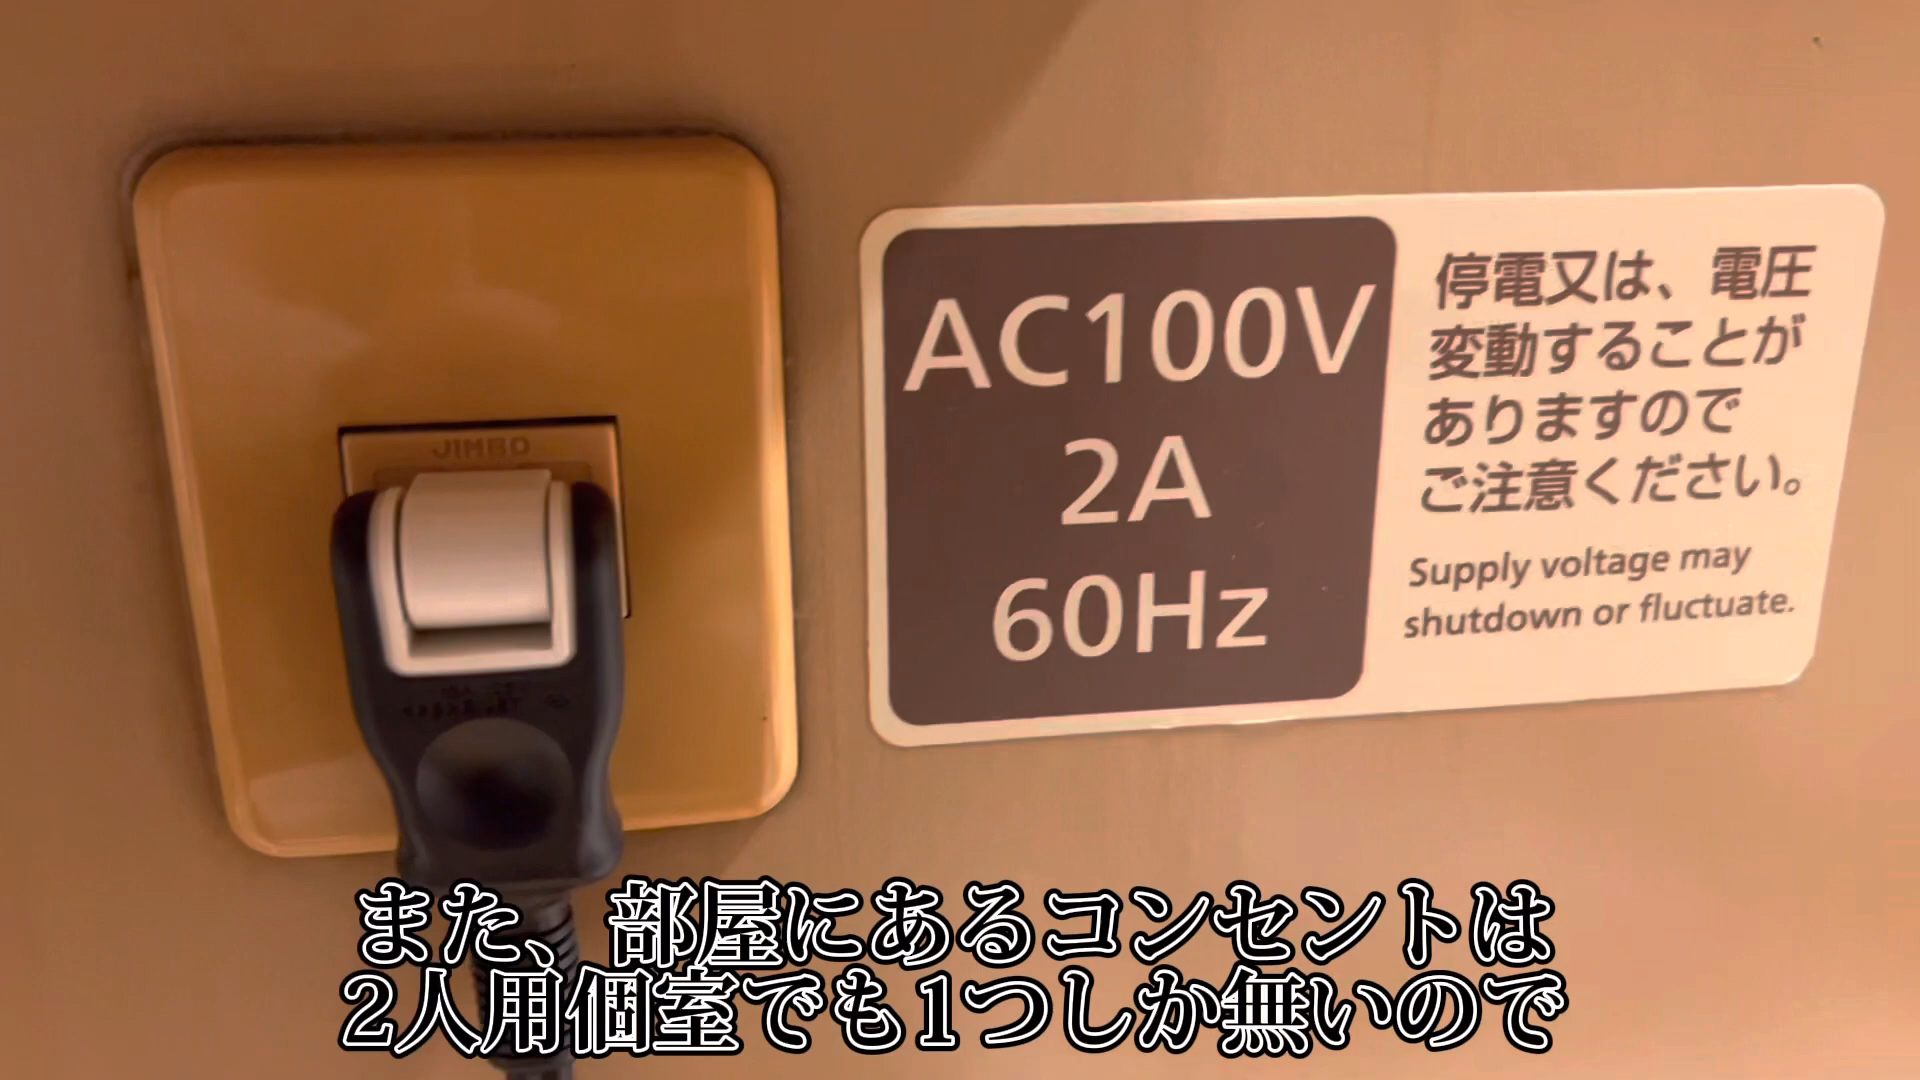 JIMBO
AC100V
2A
60Hz
停電又は、電圧
変動することが
ありますので
ご注意ください。
Supply voltage may
shutdown or fluctuate.
また、部屋にあるコンセントは
2人用個室でも1つしか無いので